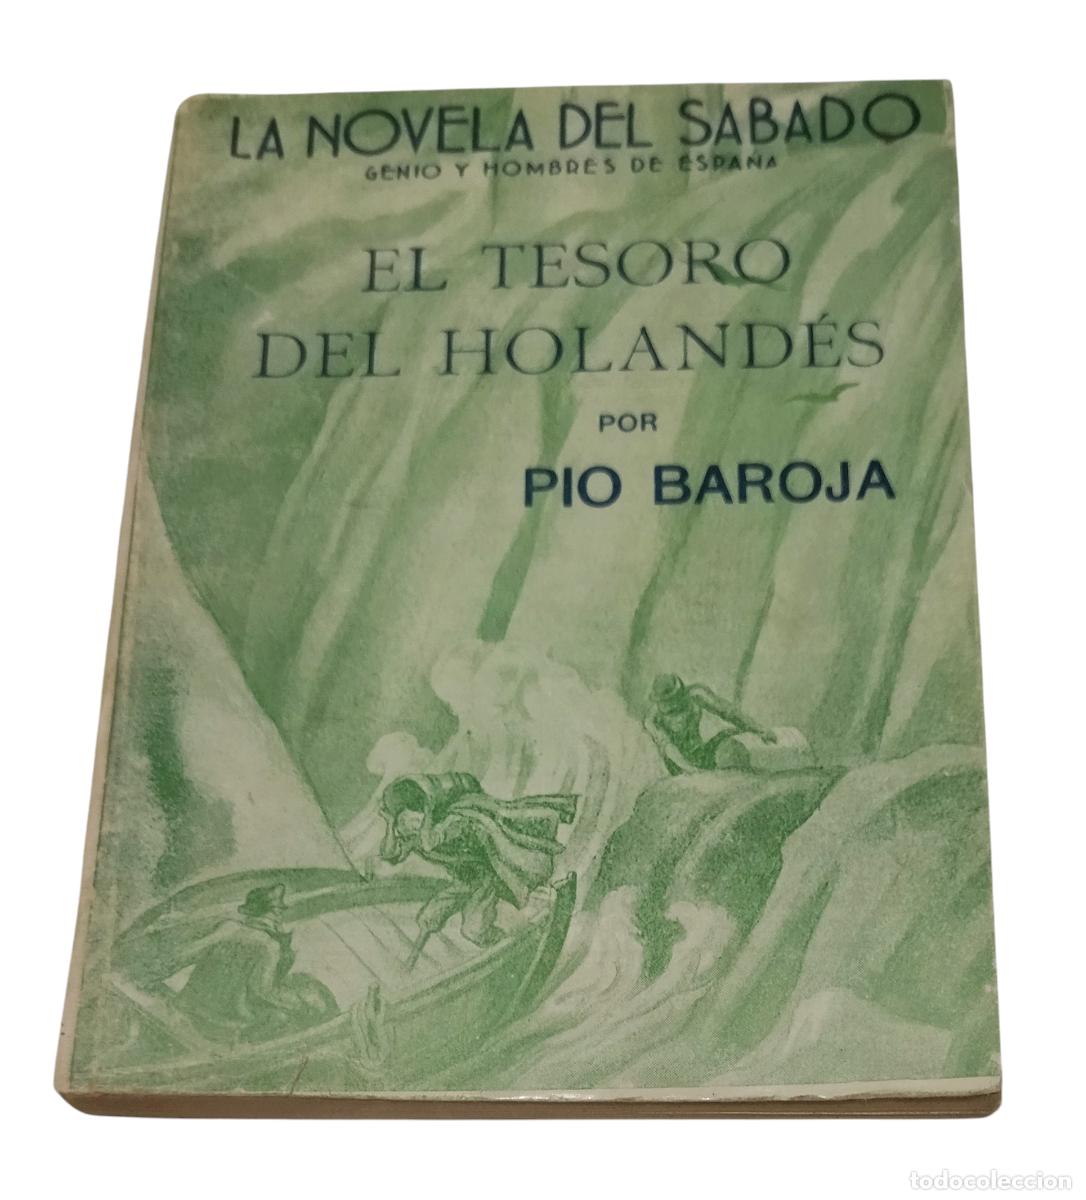 LA NOVELA DEL SABADO
GENIO Y HOMBRES DE ESPAÑA
EL TESORO
DEL HOLANDÉS
POR
PIO BAROJA
todocoleccion